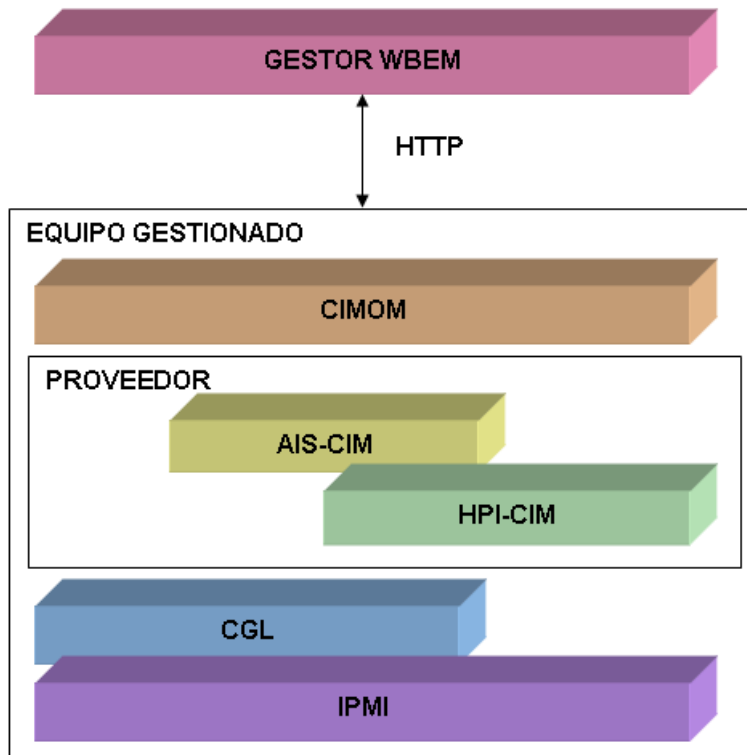 GESTOR WBEM
HTTP
EQUIPO GESTIONADO
CIMOM
PROVEEDOR
AIS-CIM
HPI-CIM
CGL
IPMI